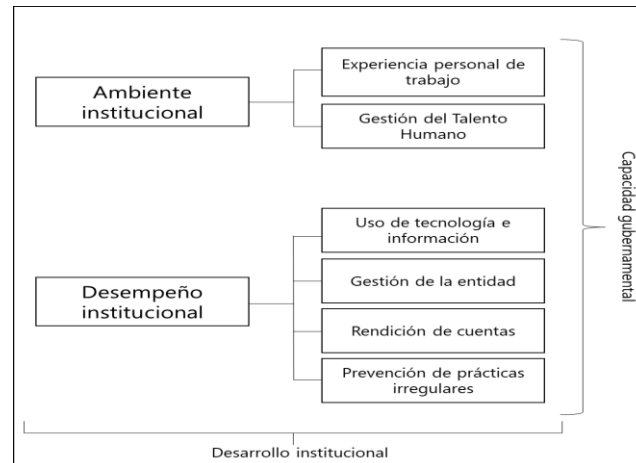 Ambiente
institucional
Experiencia personal de
trabajo
Gestión del Talento
Humano
Desempeño
institucional
Uso de tecnología e
información
Gestión de la entidad
Rendición de cuentas
Prevención de prácticas
irregulares
Capacidad gubernamental
Desarrollo institucional